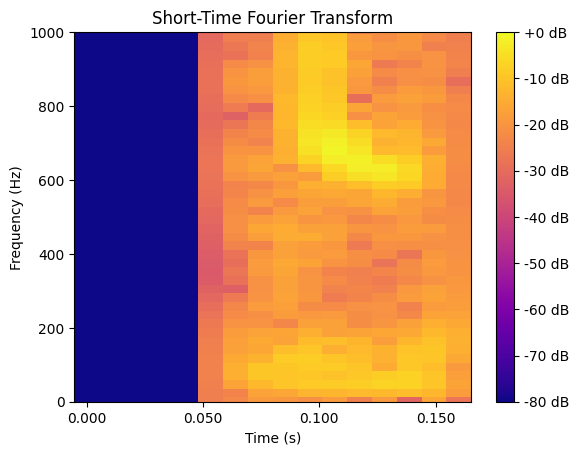 Short-Time Fourier Transform
1000
800
600
400
200
0
Frequency (Hz)
0.000
0.050
0.100
0.150
Time (s)
+0 dB
-10 dB
-20 dB
-30 dB
-40 dB
-50 dB
-60 dB
-70 dB
-80 dB